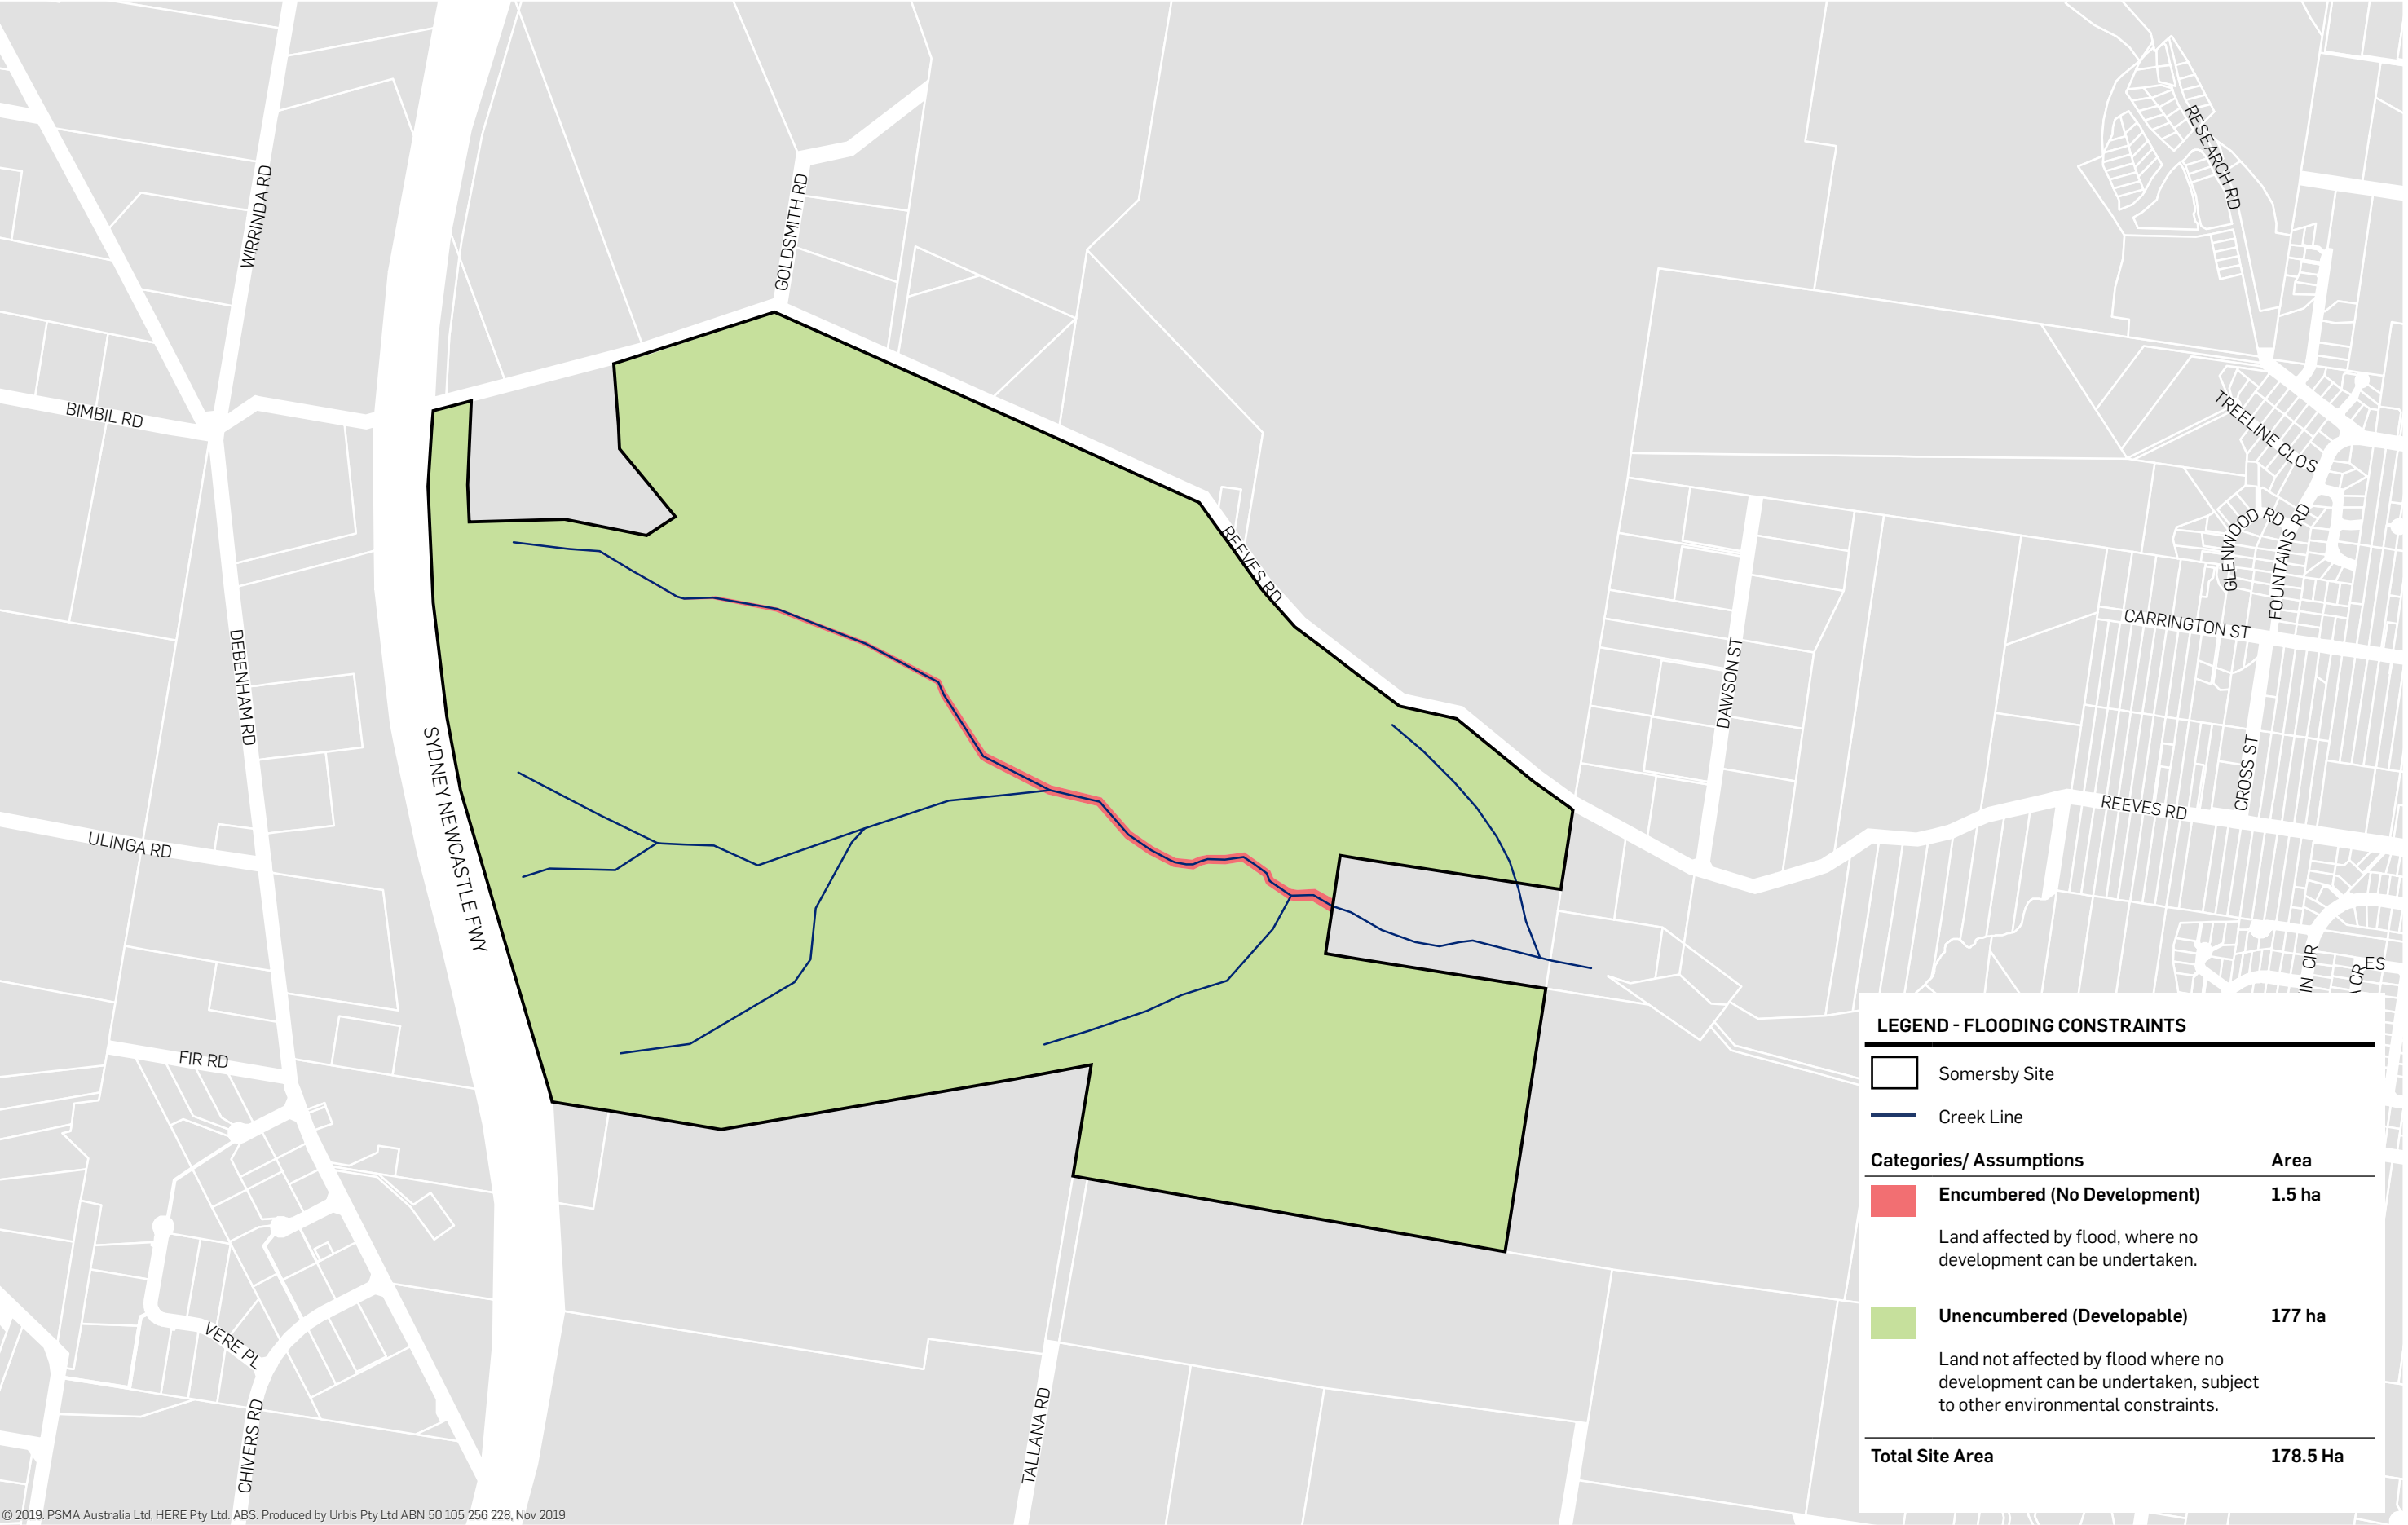 RESEARCH RD
WIRRINDA RD
GOLDSMITH RD
TREELINE CLOS
BIMBIL RD
GLENWOOD RD
FOUNTAINS RD
REEVES RD
CARRINGTON ST
DEBENHAM RD
DAWSON ST
SYDNEY NEWCASTLE FWY
CROSS ST
REEVES RD
ULINGA RD
IN CIR
A CR
ES
FIR RD
VERE PL
CHIVERS RD
TALLANA RD
LEGEND - FLOODING CONSTRAINTS
Somersby Site
Creek Line
Categories/ Assumptions Area
Encumbered (No Development) 1.5 ha
Land affected by flood, where no
development can be undertaken.
Unencumbered (Developable) 177 ha
Land not affected by flood where no
development can be undertaken, subject
to other environmental constraints.
Total Site Area 178.5 Ha
© 2019. PSMA Australia Ltd, HERE Pty Ltd. ABS. Produced by Urbis Pty Ltd ABN 50 105 256 228, Nov 2019